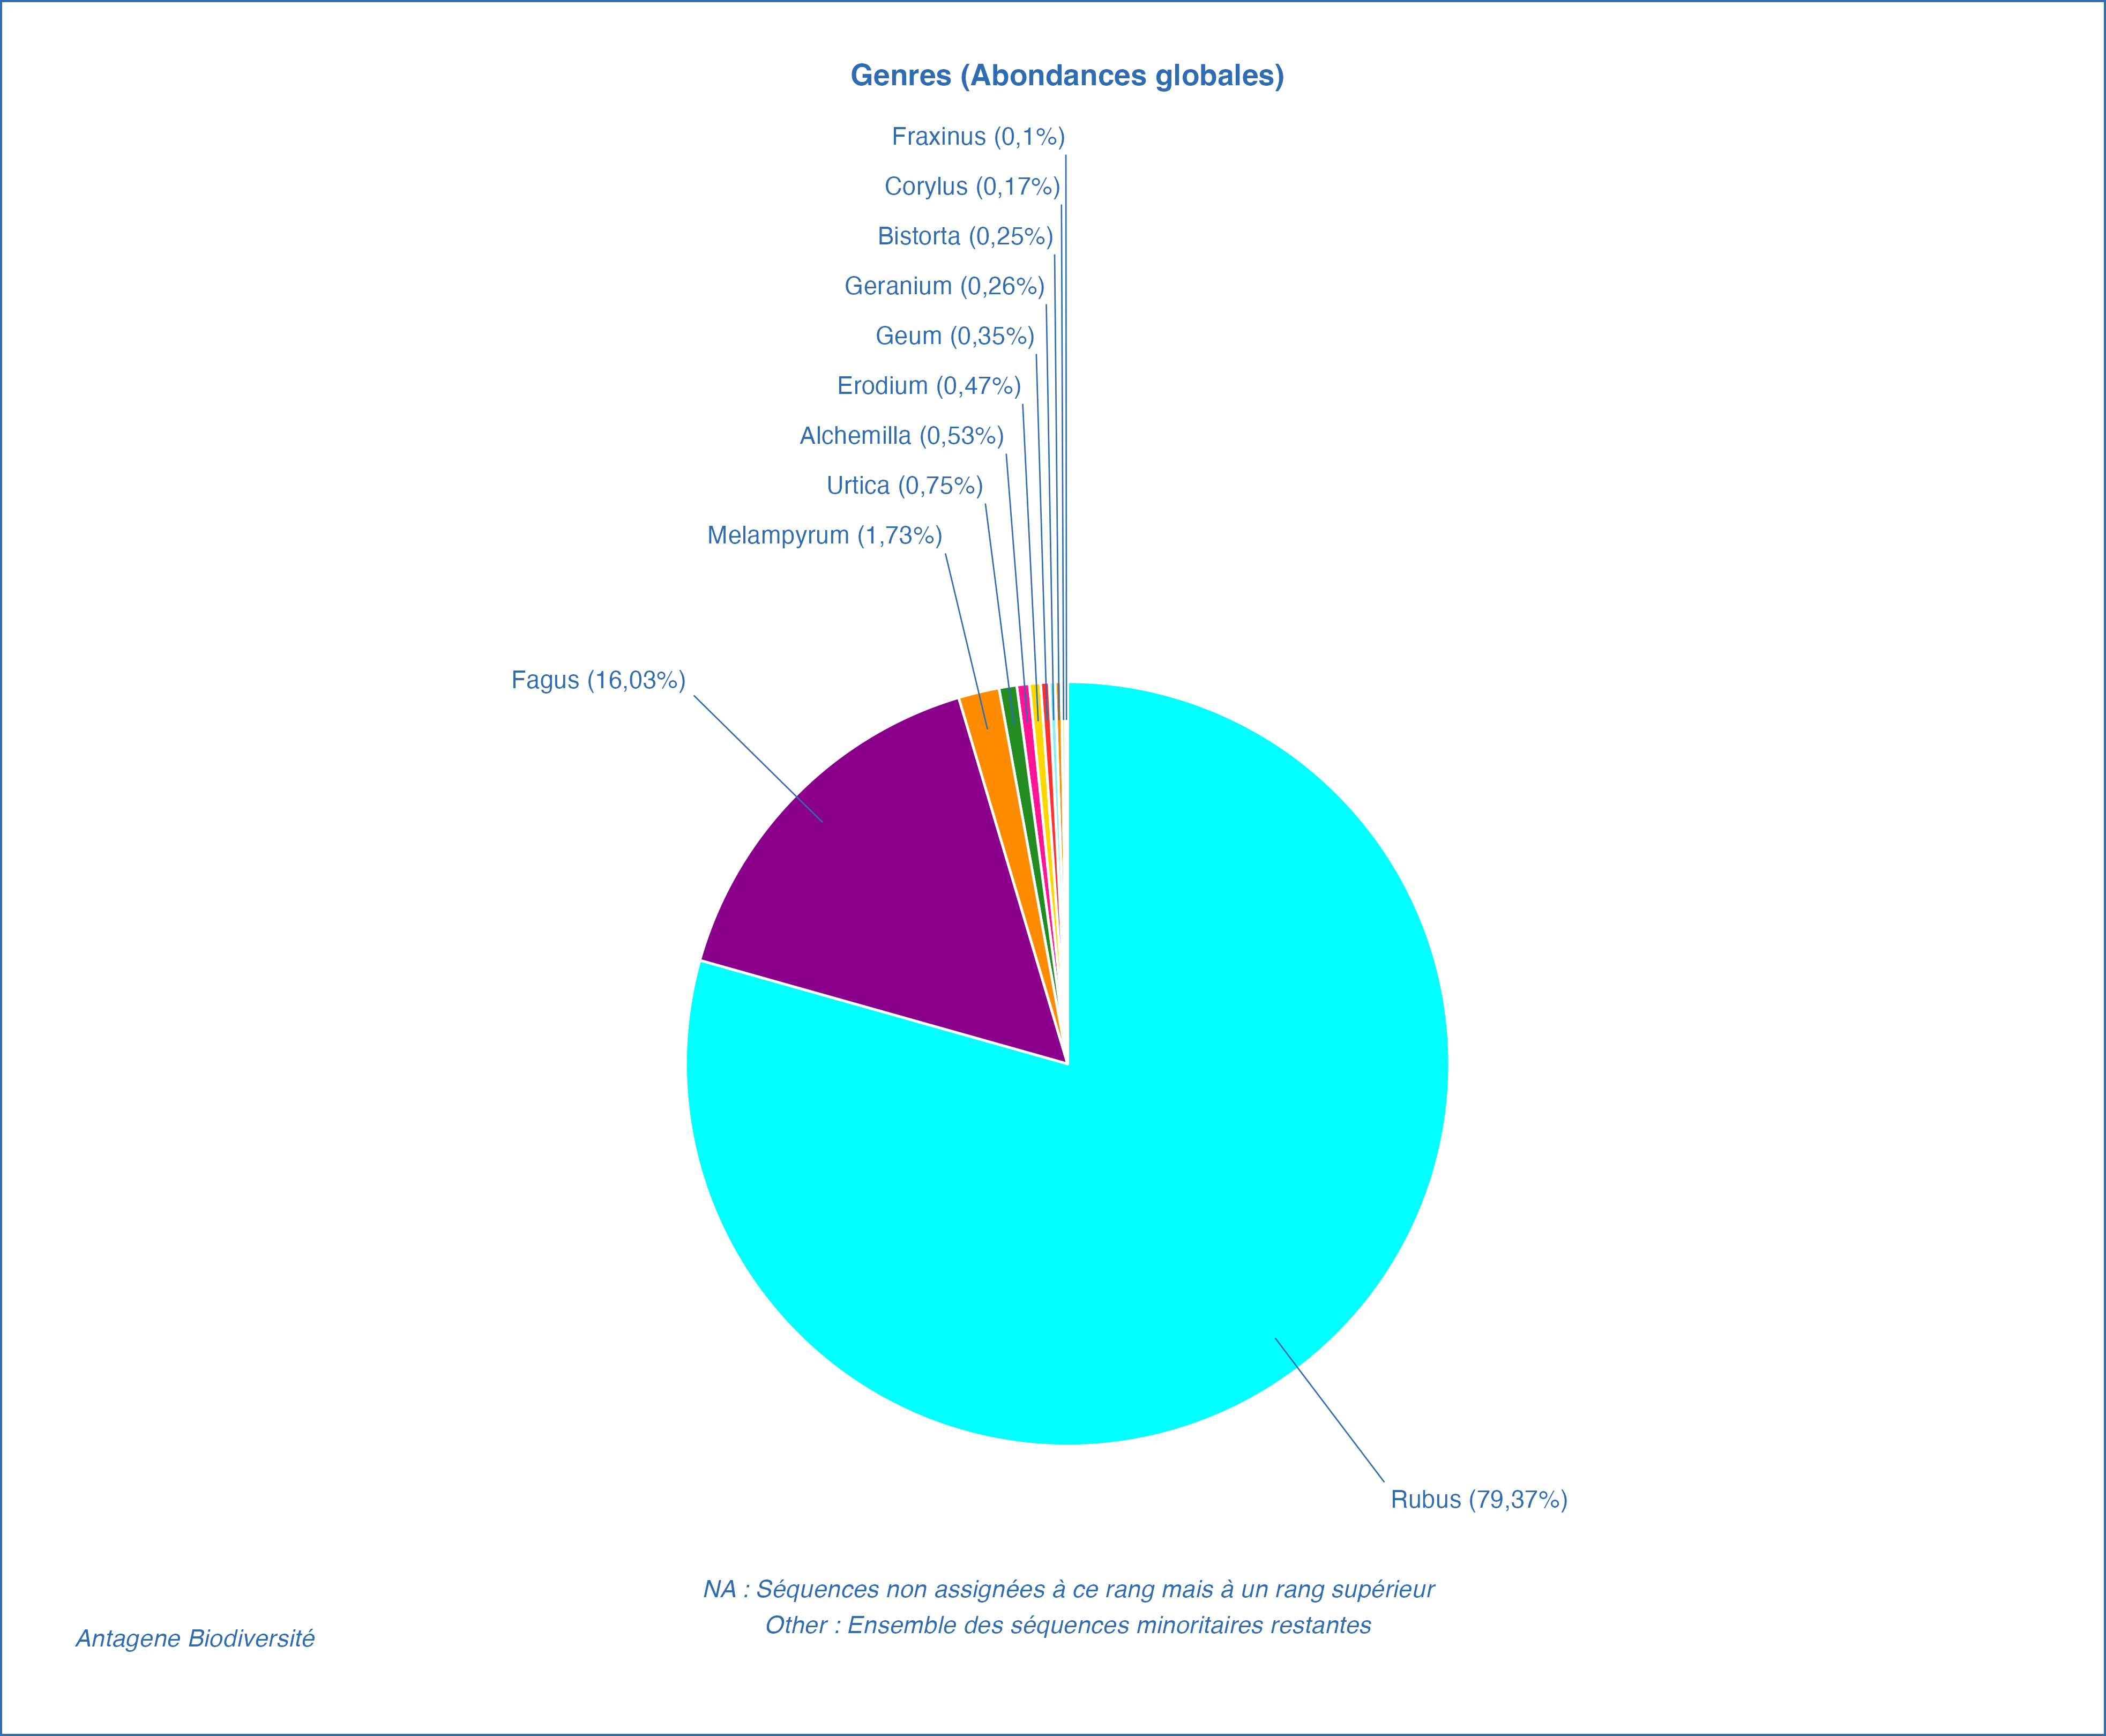 Genres (Abondances globales)
Fraxinus (0,1%)
Corylus (0,17%)
Bistorta (0,25%)
Geranium (0,26%)
Geum (0,35%)
Erodium (0,47%)
Alchemilla (0,53%)
Urtica (0,75%)
Melampyrum (1,73%)
Fagus (16,03%)
Rubus (79,37%)
NA : Séquences non assignées à ce rang mais à un rang supérieur
Other : Ensemble des séquences minoritaires restantes
Antagene Biodiversité